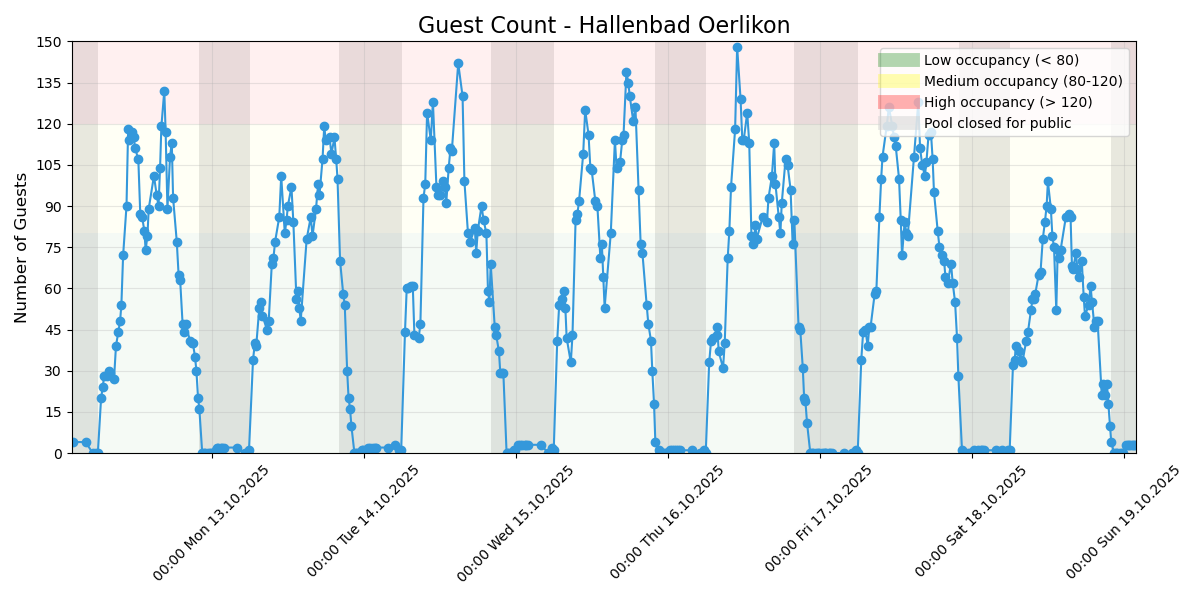 Guest Count - Hallenbad Oerlikon
Number of Guests
150
135
120
105
90
75
60
45
30
15
0
Low occupancy (< 80)
Medium occupancy (80-120)
High occupancy (> 120)
Pool closed for public
00:00 Mon 13.10.2025
00:00 Tue 14.10.2025
00:00 Wed 15.10.2025
00:00 Thu 16.10.2025
00:00 Fri 17.10.2025
00:00 Sat 18.10.2025
00:00 Sun 19.10.2025